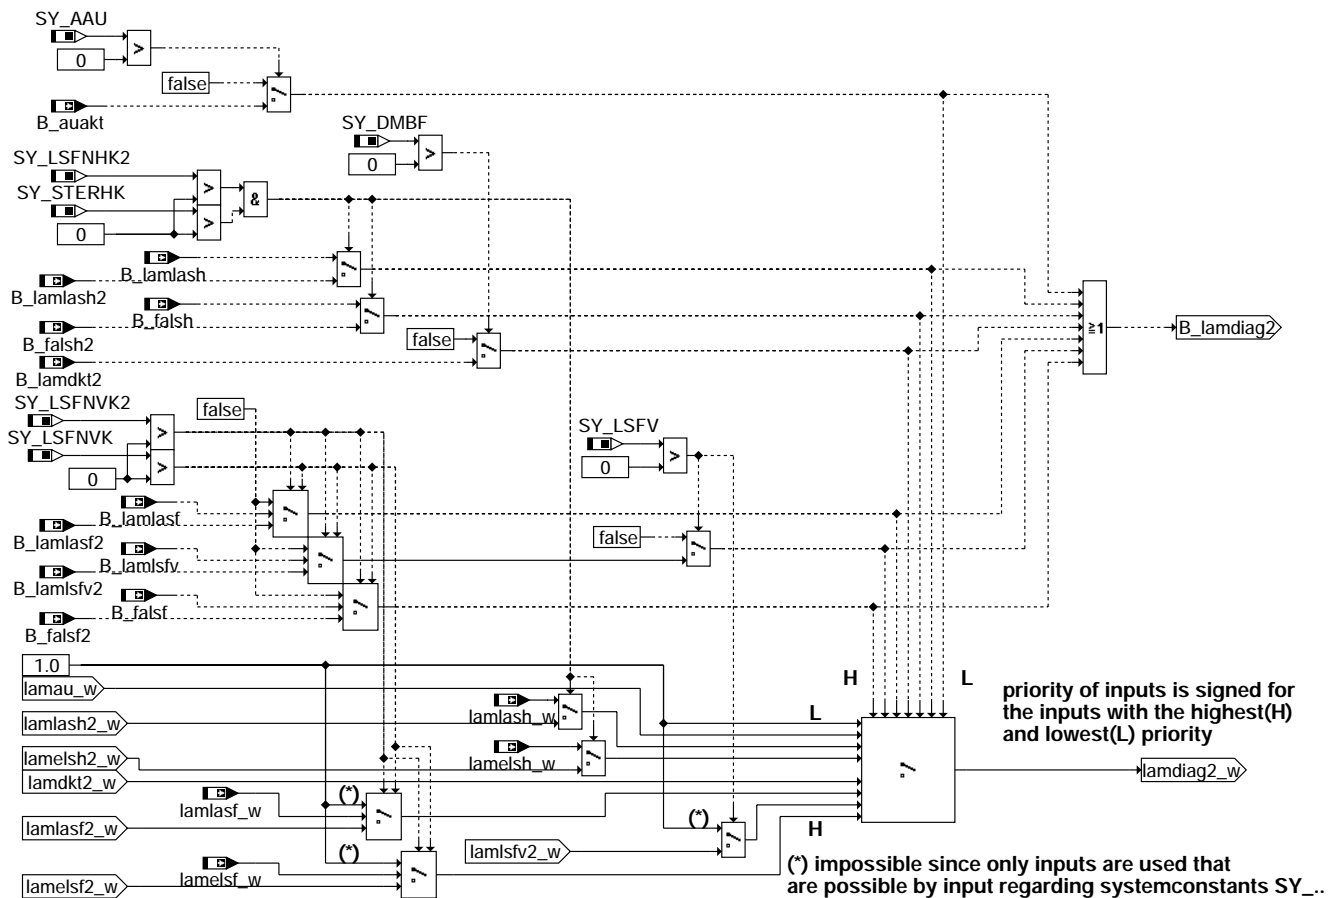 SY_AAU
>
0
false
B_auakt
SY_DMBF
>
0
SY_LSFNHK2
>
SY_STERHK
&
>
0
B_lamlash
B_lamlash2
B_falsh
B_falsh2
false
B_lamdkt2
≧1
B_lamdiag2
SY_LSFNVK2
false
>
SY_LSFNVK
>
0
SY_LSFV
>
0
B_lamlasf
B_lamlasf2
false
B_lamlsfv
B_lamlsfv2
B_falsf
B_falsf2
1.0
lamau_w
H
L
priority of inputs is signed for
the inputs with the highest(H)
and lowest(L) priority
L
lamlash_w
lamlash2_w
lamelsh_w
lamelsh2_w
lamdkt2_w
lamdiag2_w
(*)
lamlasf_w
lamlasf2_w
(*)
H
(*)
lamlsfv2_w
lamelsf_w
lamelsf2_w
(*) impossible since only inputs are used that
are possible by input regarding systemconstants SY_..